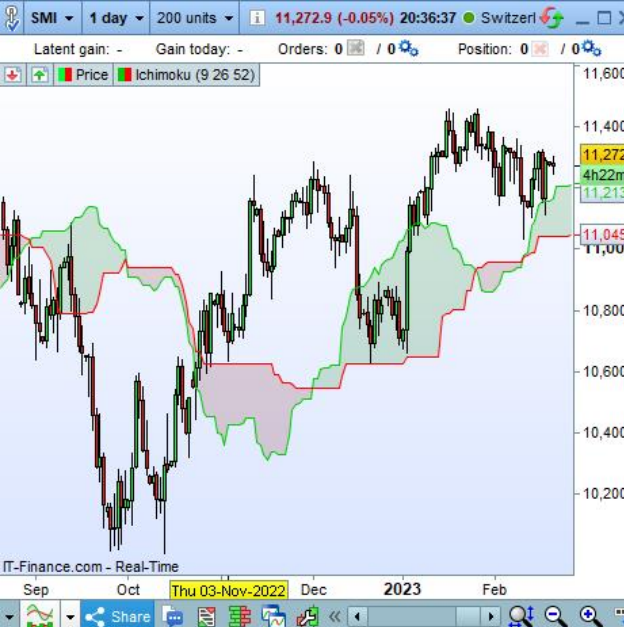 SMI 1 day 200 units i 11,272.9 (-0.05%) 20:36:37 Switzerl
Latent gain: - Gain today: - Orders: 0 / 0 Position: 0 / 0
Price Ichimoku (9 26 52)
11,600
11,400
11,272
4h22m
11,213
11,045
11,00
10,800
10,600
10,400
10,200
IT-Finance.com - Real-Time
Sep Oct Thu 03-Nov-2022 Dec 2023 Feb
Share